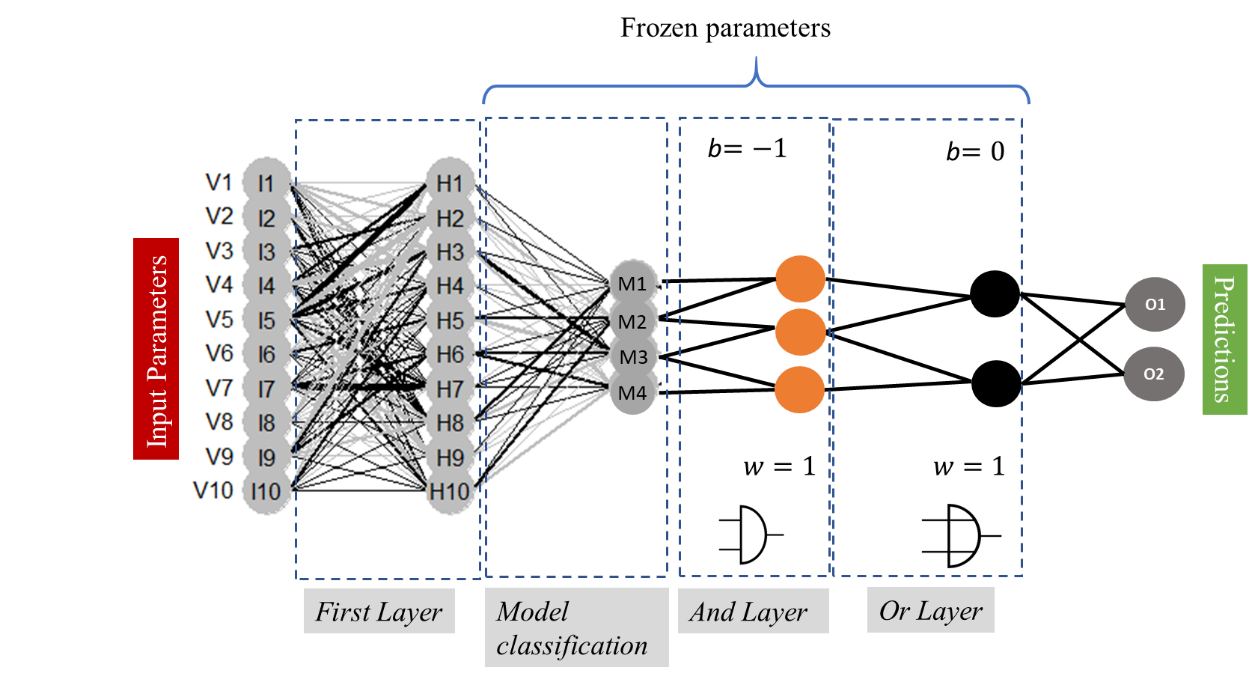 Frozen parameters
b= −1
b= 0
Input Parameters
V1 I1 H1
V2 I2 H2
V3 I3 H3
V4 I4 H4
V5 I5 H5
V6 I6 H6
V7 I7 H7
V8 I8 H8
V9 I9 H9
V10 I10 H10
M1
M2
M3
M4
O1
O2
Predictions
w = 1
w = 1
First Layer
Model
classification
And Layer
Or Layer